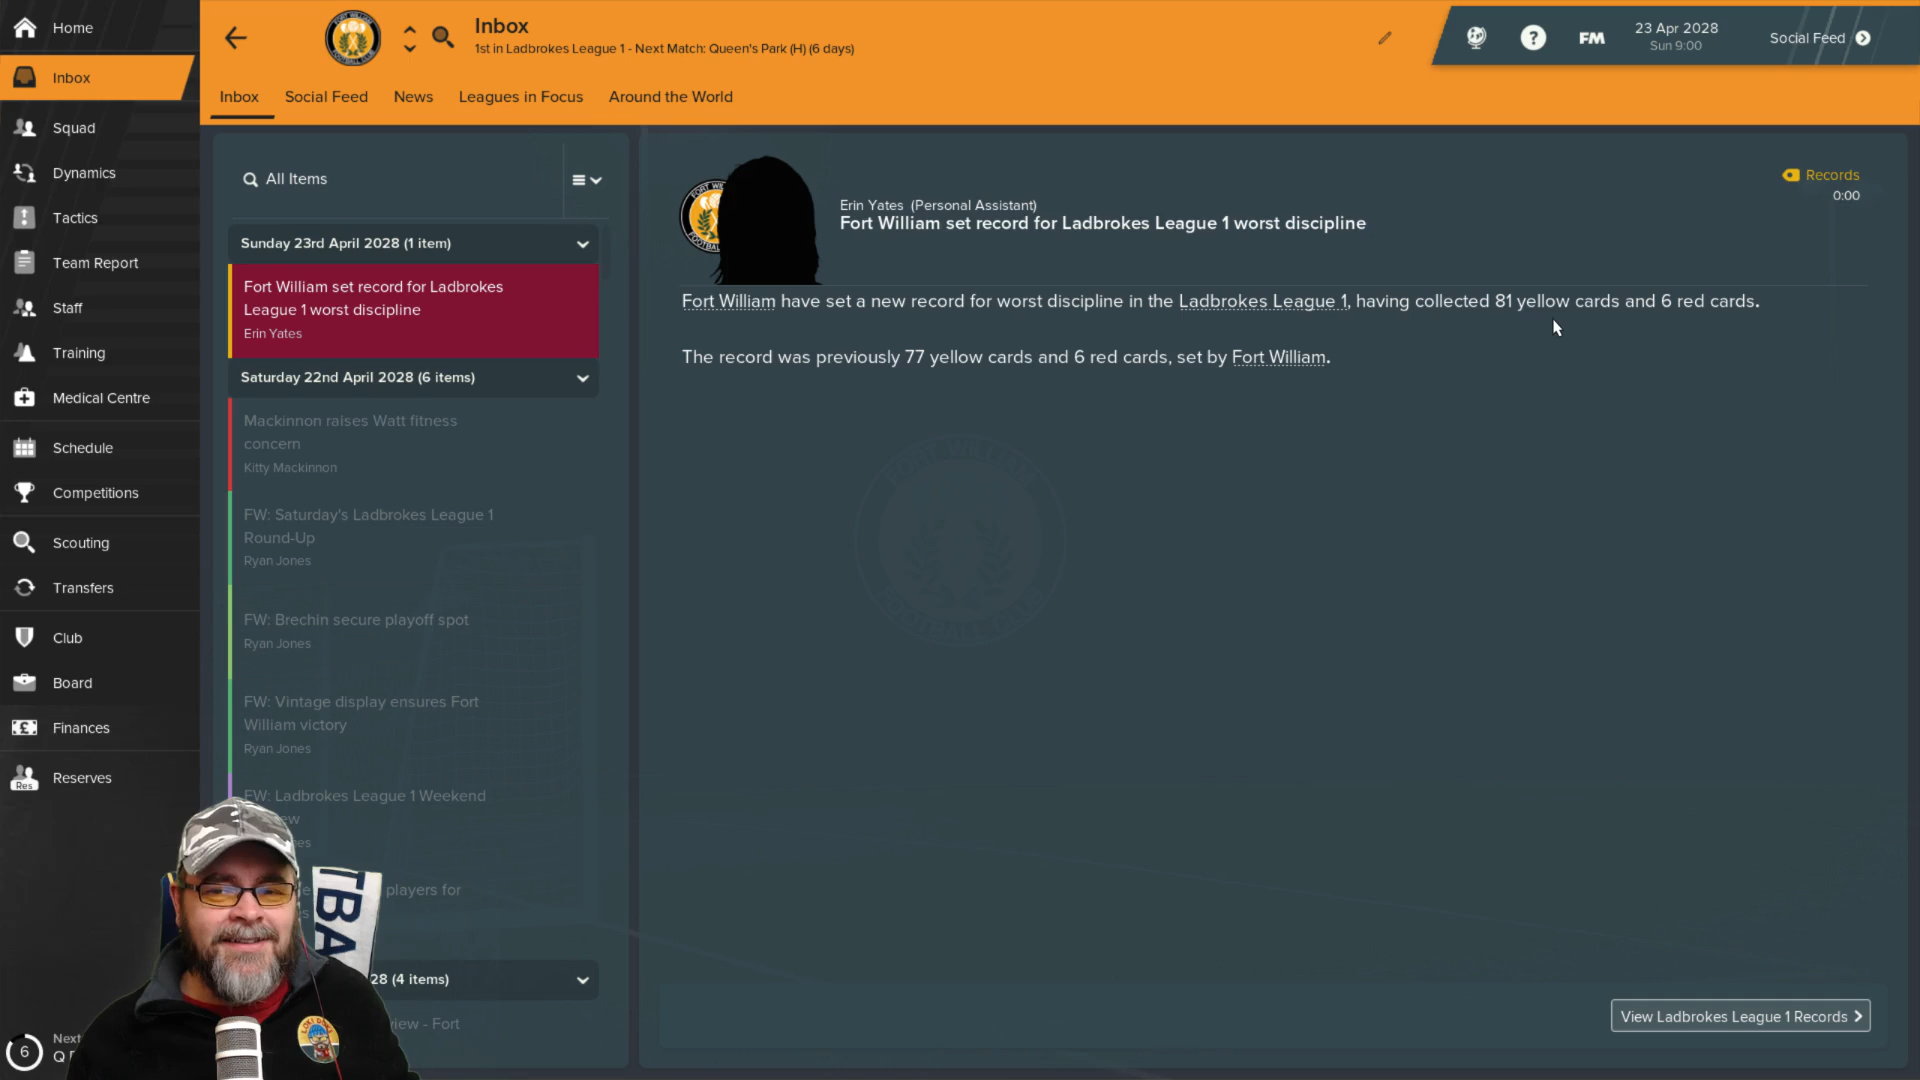 Home
Inbox
Squad
Dynamics
Tactics
Team Report
Staff
Training
Medical Centre
Schedule
Competitions
Scouting
Transfers
Club
Board
Finances
Res
Reserves
6
Next
Inbox
1st in Ladbrokes League 1 - Next Match: Queen's Park (H) (6 days)
FM
23 Apr 2028
Sun 9:00
Social Feed
Inbox
Social Feed
News
Leagues in Focus
Around the World
All Items
Sunday 23rd April 2028 (1 item)
Fort William set record for Ladbrokes
League 1 worst discipline
Erin Yates
Saturday 22nd April 2028 (6 items)
Mackinnon raises Watt fitness
concern
Kitty Mackinnon
FW: Saturday's Ladbrokes League 1
Round-Up
Ryan Jones
FW: Brechin secure playoff spot
Ryan Jones
FW: Vintage display ensures Fort
William victory
Ryan Jones
FW: Ladbrokes League 1 Weekend
players for
28 (4 items)
- Fort
TBA
Records
0:00
Erin Yates (Personal Assistant)
Fort William set record for Ladbrokes League 1 worst discipline
Fort William have set a new record for worst discipline in the Ladbrokes League 1, having collected 81 yellow cards and 6 red cards.
The record was previously 77 yellow cards and 6 red cards, set by Fort William.
FORT WILLIAM
FOOTBALL CLUB
View Ladbrokes League 1 Records